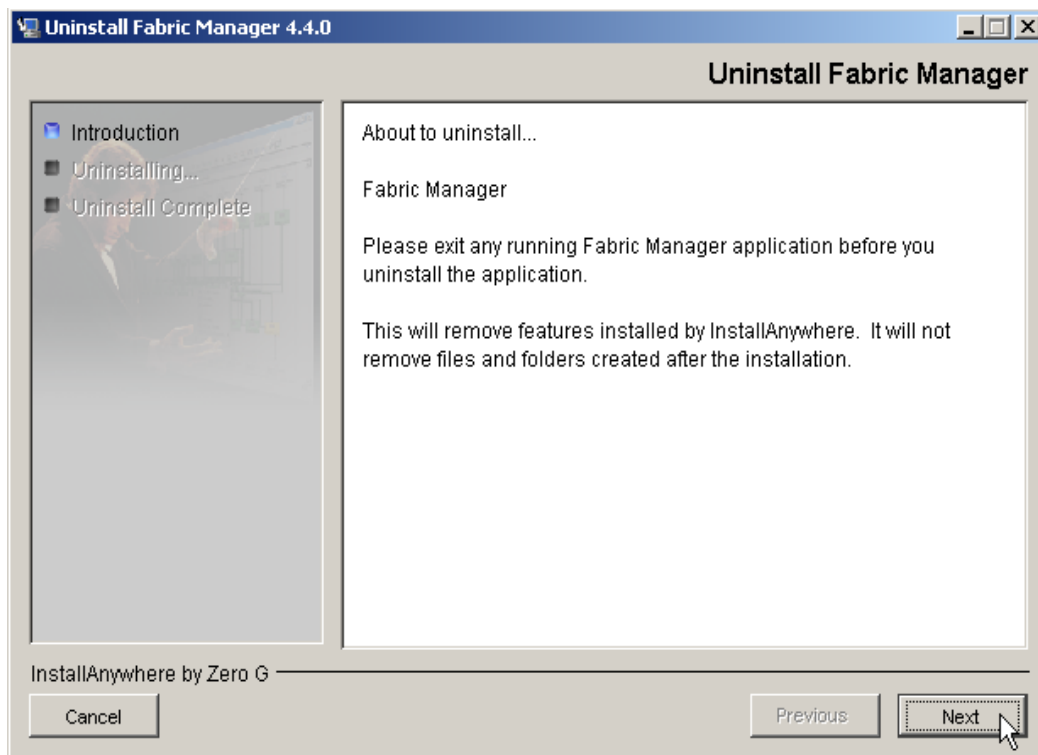 Uninstall Fabric Manager 4.4.0
Uninstall Fabric Manager
Introduction
Uninstalling...
Uninstall Complete
About to uninstall...
Fabric Manager
Please exit any running Fabric Manager application before you
uninstall the application.
This will remove features installed by InstallAnywhere.  It will not
remove files and folders created after the installation.
InstallAnywhere by Zero G
Cancel
Previous
Next